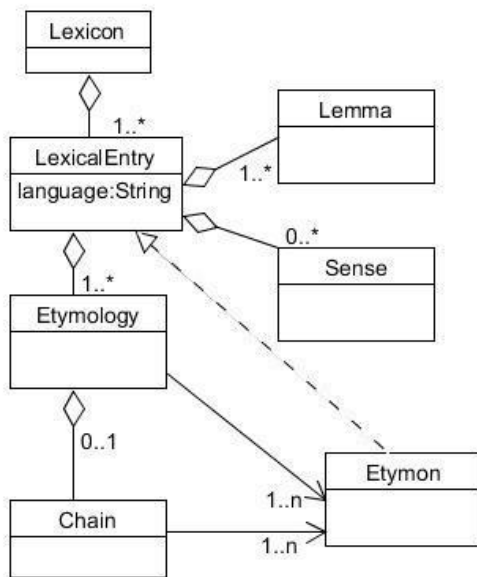 Lexicon
1..*
LexicalEntry
language:String
Lemma
1..*
0..*
Sense
1..*
Etymology
0..1
Etymon
1..n
Chain
1..n